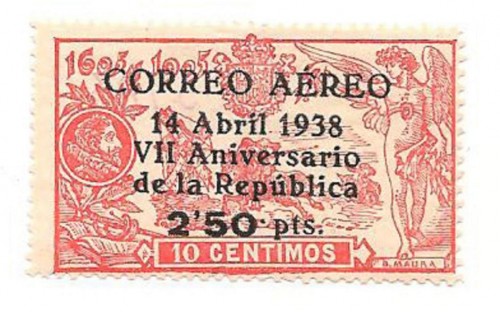 1605 1905
CORREO AÉREO
14 Abril 1938
VII Aniversario
de la República
2'50 pts.
10 CENTIMOS
B. MAURA